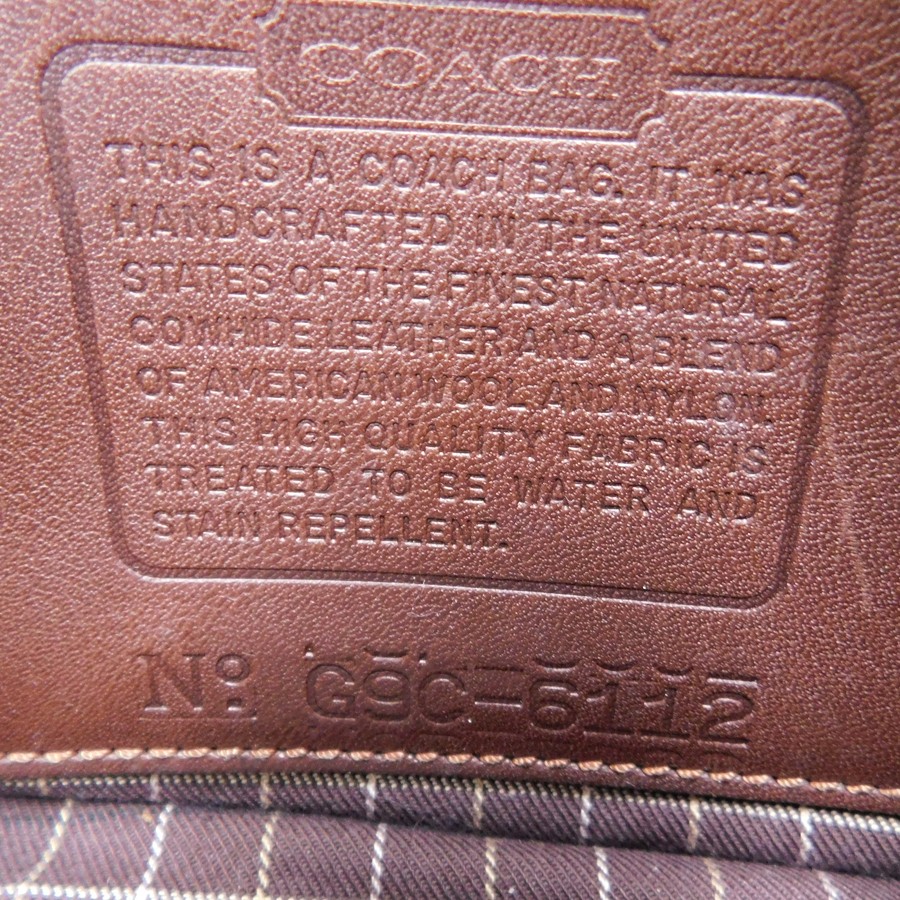 COACH
THIS IS A COACH BAG. IT WAS
HANDCRAFTED IN THE UNITED
STATES OF THE FINEST NATURAL
COWHIDE LEATHER AND A BLEND
OF AMERICAN WOOL AND NYLON.
THIS HIGH QUALITY FABRIC IS
TREATED TO BE WATER AND
STAIN REPELLENT.
No: G9C-6112